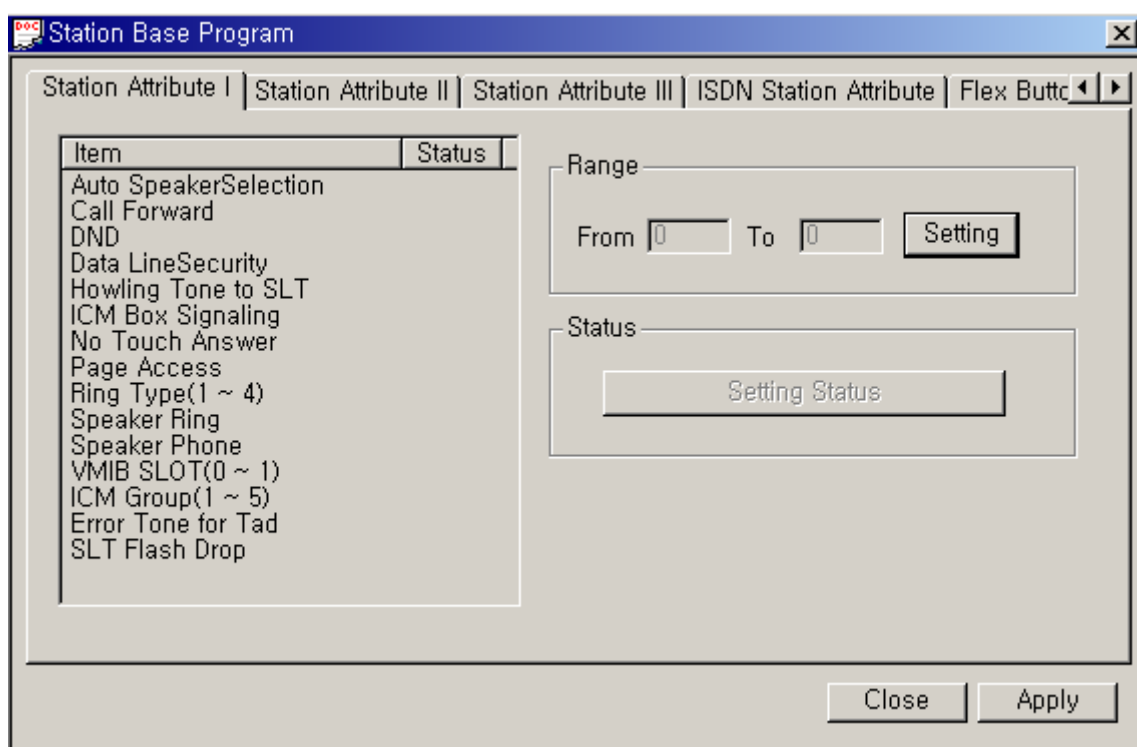 DOC
Station Base Program
Station Attribute I Station Attribute II Station Attribute III ISDN Station Attribute Flex Butto
Item Status
Auto SpeakerSelection
Call Forward
DND
Data LineSecurity
Howling Tone to SLT
ICM Box Signaling
No Touch Answer
Page Access
Ring Type(1 ~ 4)
Speaker Ring
Speaker Phone
VMIB SLOT(0 ~ 1)
ICM Group(1 ~ 5)
Error Tone for Tad
SLT Flash Drop
Range
From 0 To 0 Setting
Status
Setting Status
Close Apply